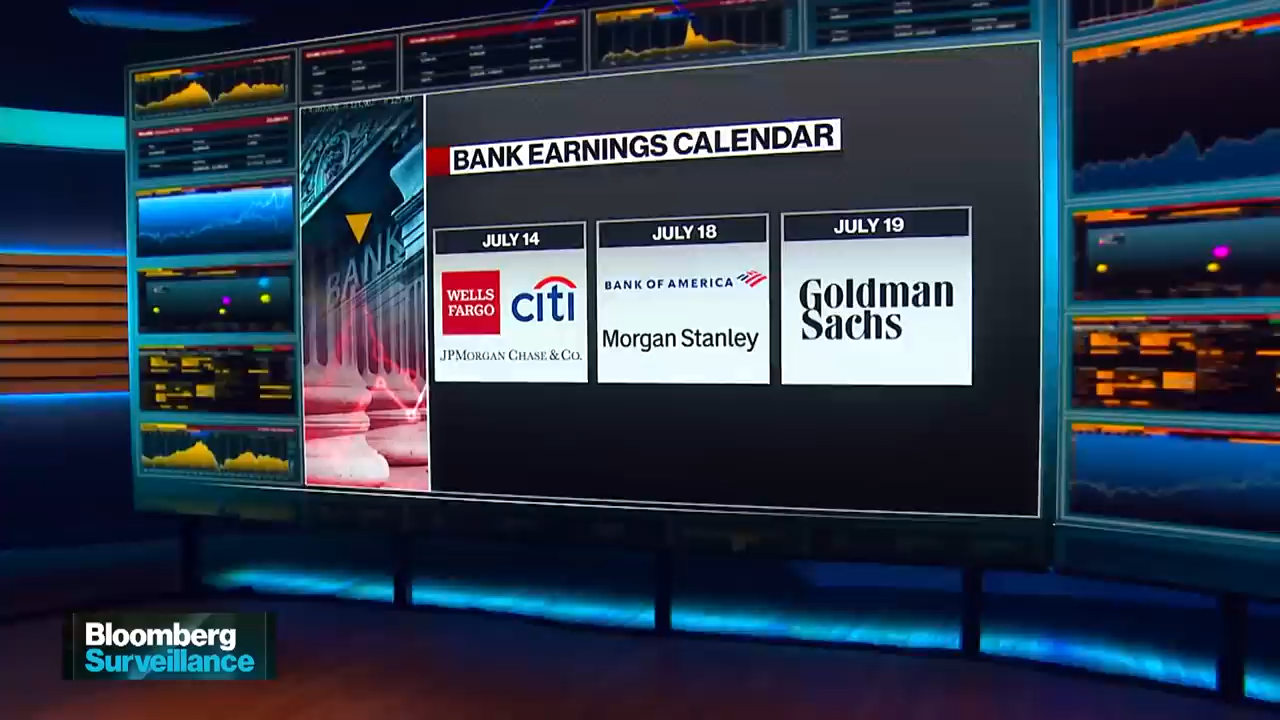 BANK EARNINGS CALENDAR
JULY 14
WELLS
FARGO
citi
JPMORGAN CHASE & CO.
JULY 18
BANK OF AMERICA
Morgan Stanley
JULY 19
Goldman
Sachs
BANK
Bloomberg
Surveillance